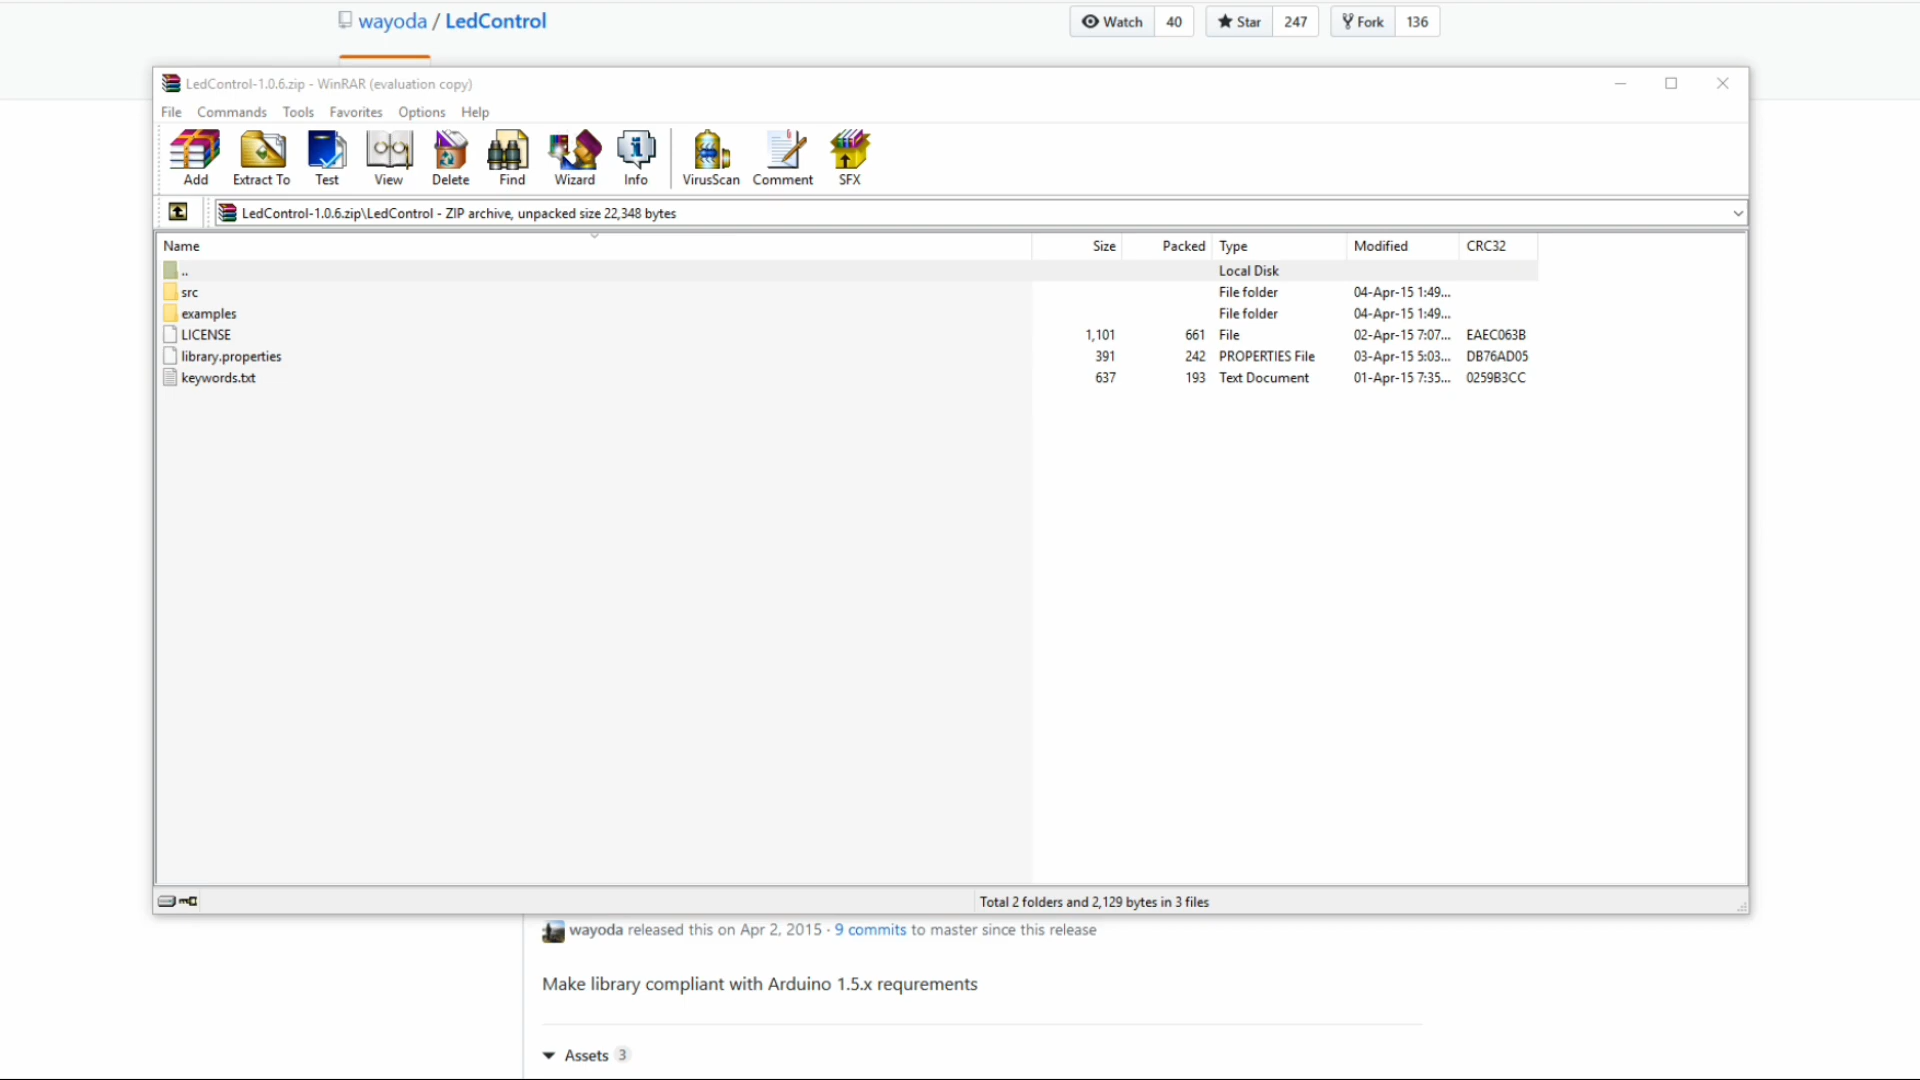 wayoda / LedControl
Watch 40 Star 247 Fork 136
LedControl-1.0.6.zip - WinRAR (evaluation copy)
File Commands Tools Favorites Options Help
Add Extract To Test View Delete Find Wizard Info VirusScan Comment SFX
LedControl-1.0.6.zip\LedControl - ZIP archive, unpacked size 22,348 bytes
Name Size Packed Type Modified CRC32
.. Local Disk
src File folder 04-Apr-15 1:49...
examples File folder 04-Apr-15 1:49...
LICENSE 1,101 661 File 02-Apr-15 7:07... EAEC063B
library.properties 391 242 PROPERTIES File 03-Apr-15 5:03... DB76AD05
keywords.txt 637 193 Text Document 01-Apr-15 7:35... 0259B3CC
Total 2 folders and 2,129 bytes in 3 files
wayoda released this on Apr 2, 2015 · 9 commits to master since this release
Make library compliant with Arduino 1.5.x requrements
Assets 3